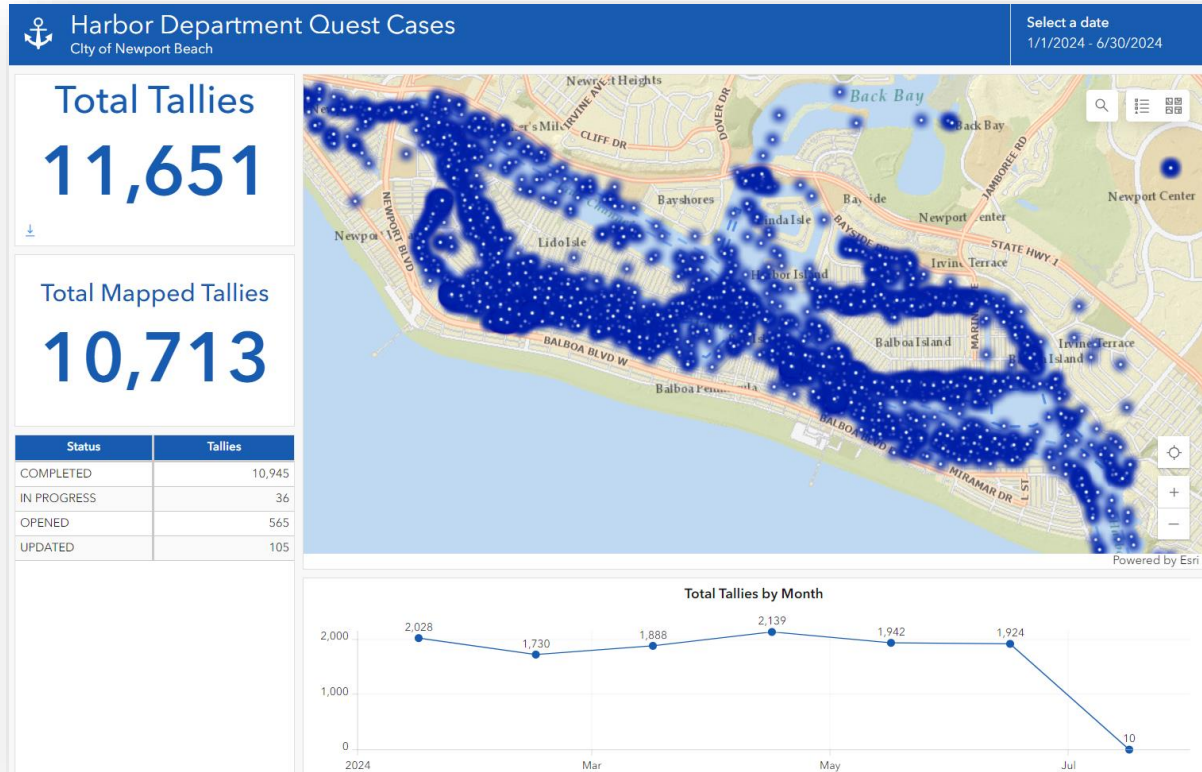 Harbor Department Quest Cases
CIty of Newport Beach
Select a date
1/1/2024 - 6/30/2024
Total Tallies
11,651
Total Mapped Tallies
10,713
Status Tallies
COMPLETED 10,945
IN PROGRESS 36
OPENED 565
UPDATED 105
Newport Heights
IRVINE AVE
CLIFF DR
DOVER DR
Back Bay
Back Bay
JAMBOREE RD
Newport Center
NEWPORT BLVD
Bayshores
Lido Isle
Linda Isle
Bayside
Newport Center
STATE HWY 1
Harbor Island
Irvine Terrace
BALBOA BLVD W
Balboa Island
Irvine Terrace
Balboa Peninsula
BALBOA BLVD
MIRAMAR DR
L ST
Powered by Esri
Total Tallies by Month
2,000
1,000
0
2,028
1,730
1,888
2,139
1,942
1,924
10
2024
Mar
May
Jul